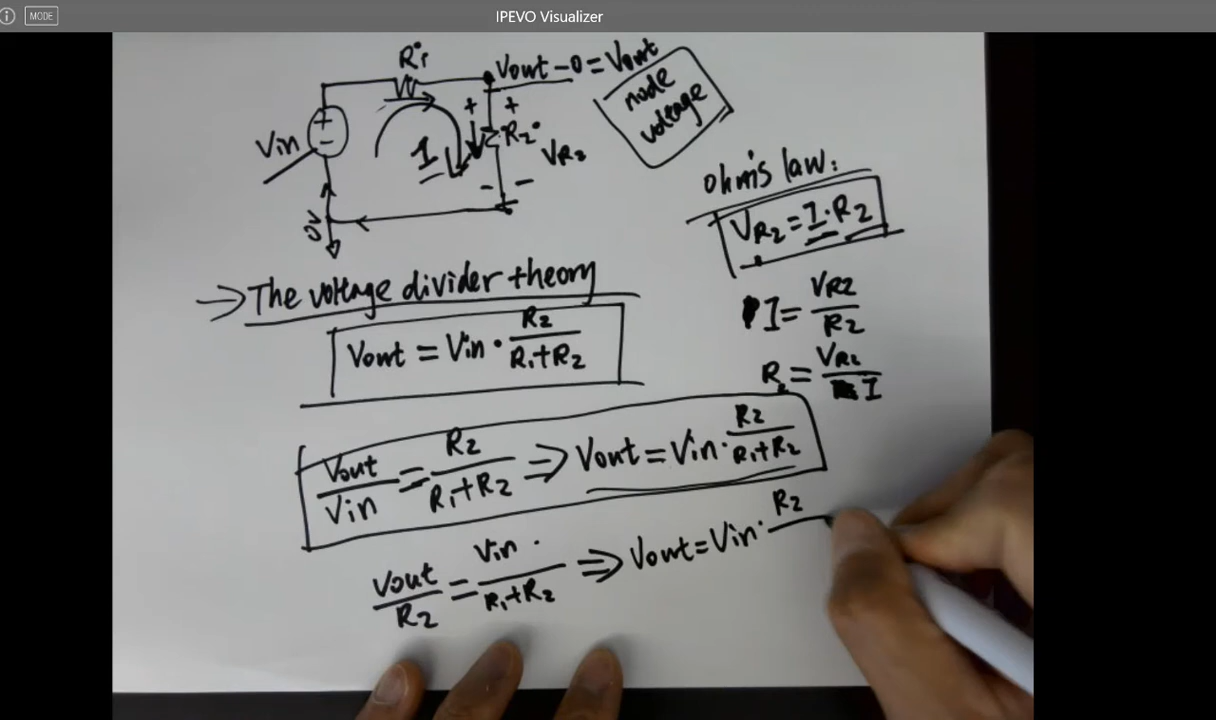 MODE
IPEVO Visualizer
R1
Vout - 0 = Vout
node
voltage
Vin
+
-
I
+
+
R2
VR2
-
-
0V
ohm's law:
VR2 = I · R2
I = VR2 / R2
R2 = VR2 / I
→ The voltage divider theory
Vout = Vin · R2 / R1+R2
Vout / Vin = R2 / R1+R2 ⇒ Vout = Vin · R2 / R1+R2
Vout / R2 = Vin / R1+R2 ⇒ Vout = Vin · R2